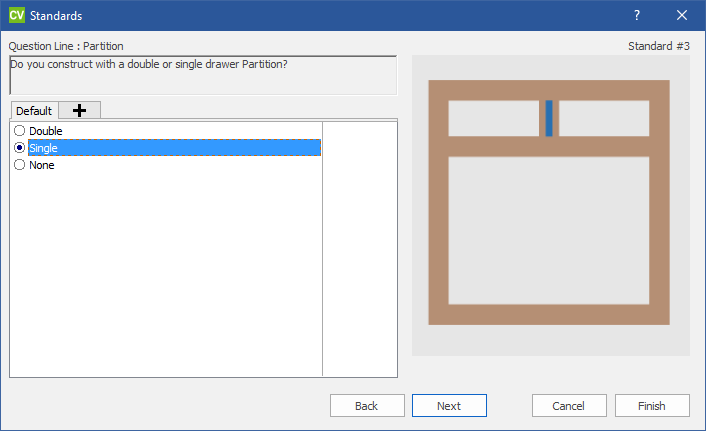 CV Standards ?
Question Line : Partition
Standard #3
Do you construct with a double or single drawer Partition?
Default
Double
Single
None
Back Next Cancel Finish